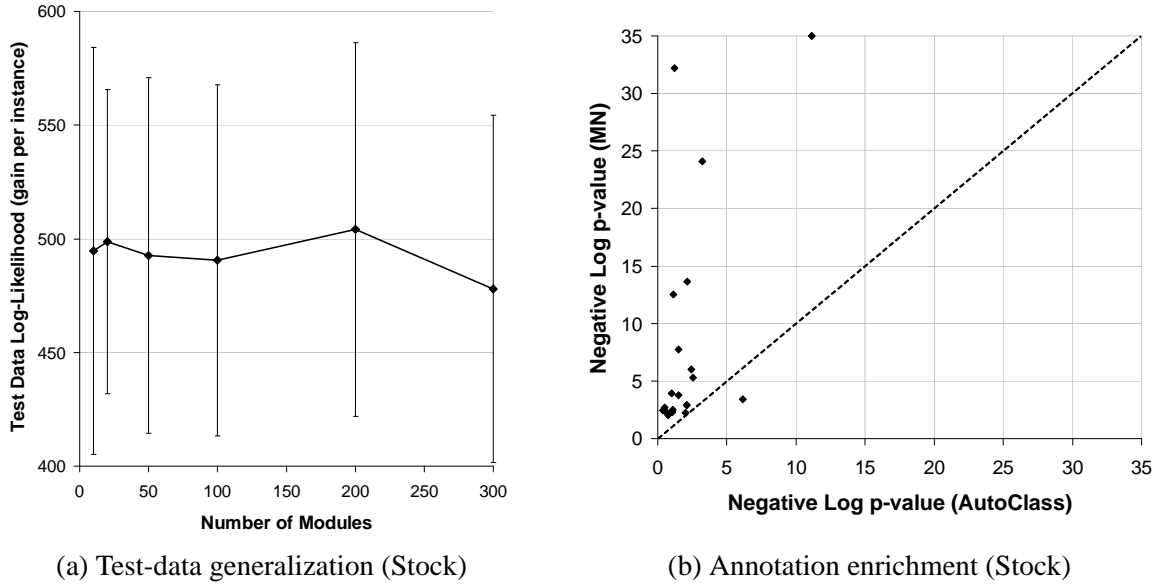 600
550
500
450
400
Test Data Log-Likelihood (gain per instance)
0 50 100 150 200 250 300
Number of Modules
(a) Test-data generalization (Stock)
35
30
25
20
15
10
5
0
Negative Log p-value (MN)
0 5 10 15 20 25 30 35
Negative Log p-value (AutoClass)
(b) Annotation enrichment (Stock)